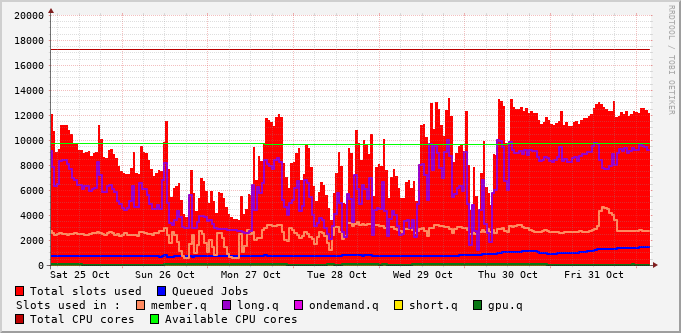 20000
18000
16000
14000
12000
10000
8000
6000
4000
2000
0
Sat 25 Oct Sun 26 Oct Mon 27 Oct Tue 28 Oct Wed 29 Oct Thu 30 Oct Fri 31 Oct
Total slots used Queued Jobs
Slots used in : member.q long.q ondemand.q short.q gpu.q
Total CPU cores Available CPU cores
RRDTOOL / TOBI OETIKER